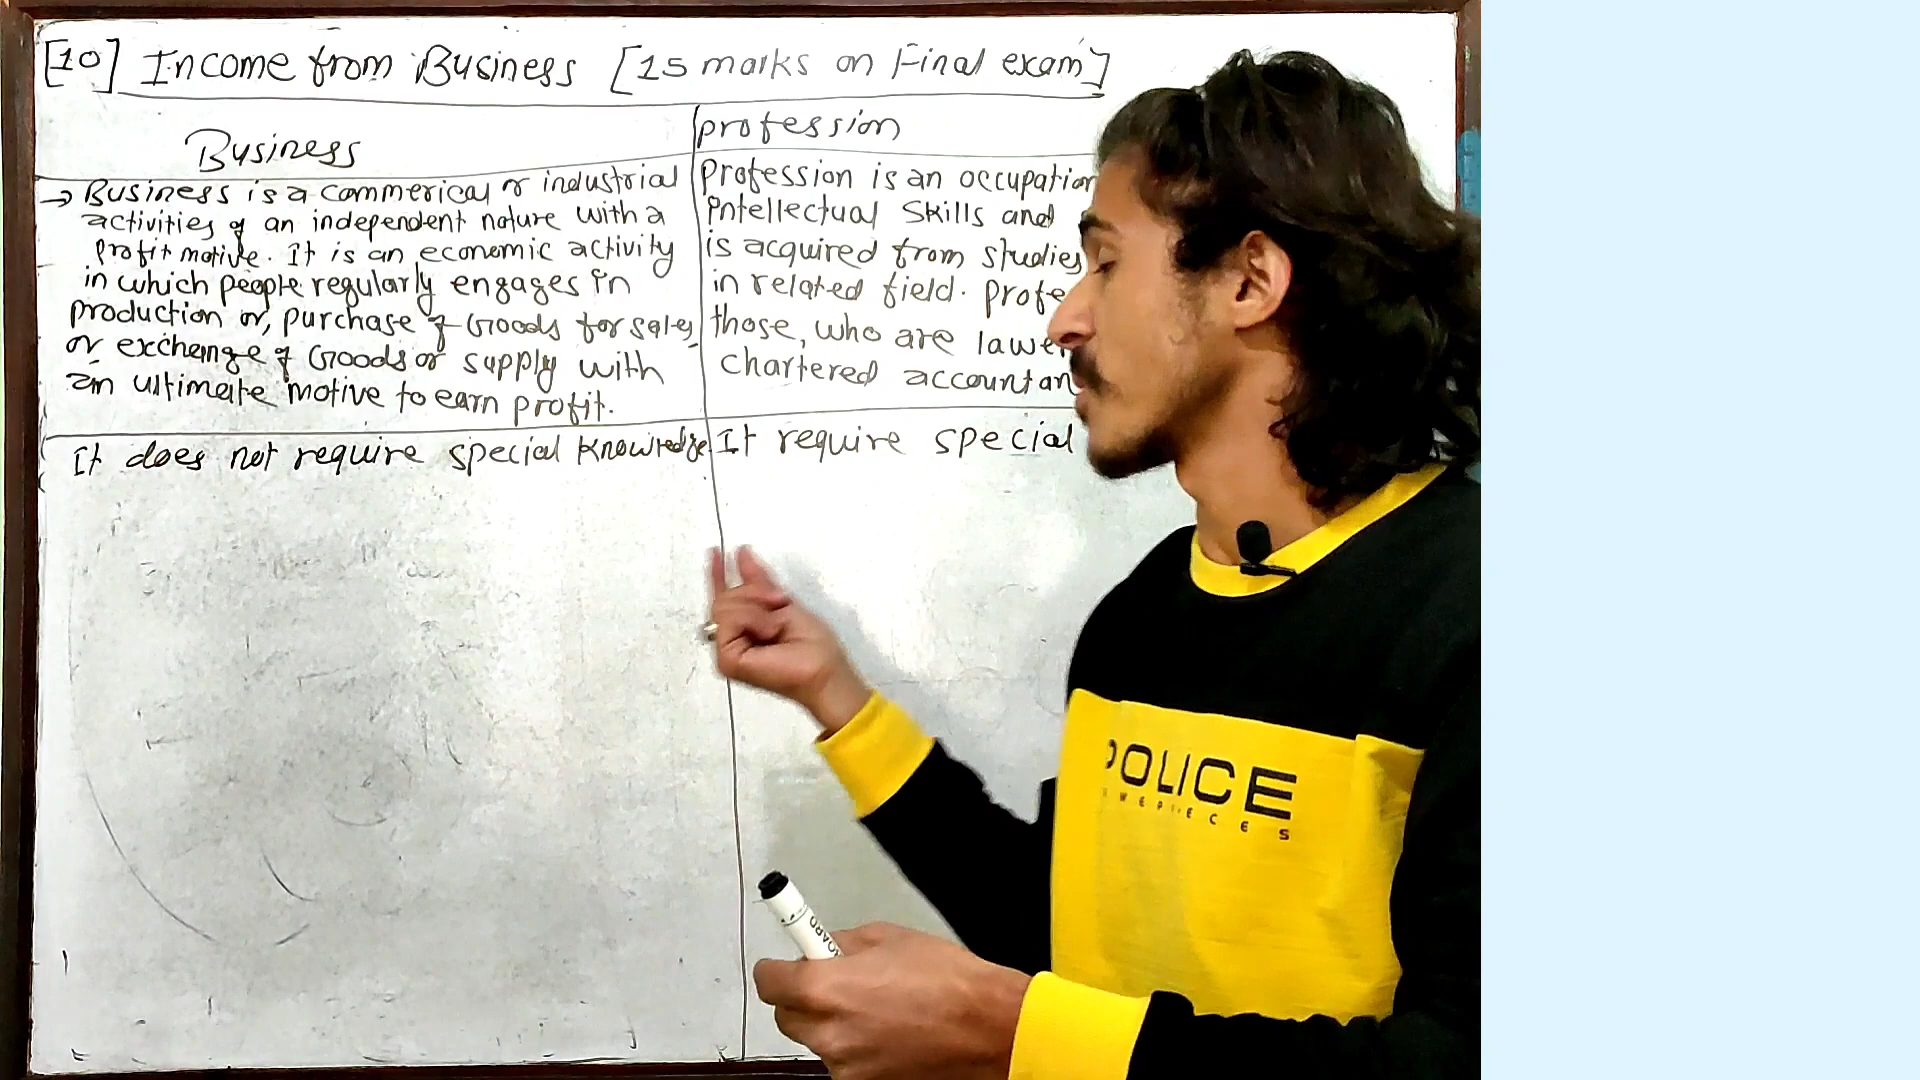 [10] Income from Business [15 marks on Final exam]
Business
→ Business is a commerical or industrial
activities of an independent nature with a
profit motive. It is an economic activity
in which people regularly engages in
production or, purchase of Goods for sales,
or exchange of Goods or supply with
an ultimate motive to earn profit.
It does not require special knowledge
profession
Profession is an occupation
intellectual skills and
is acquired from studies
in related field. Profe
those, who are lawe
chartered accountan
It require special
POLICE
BOARD